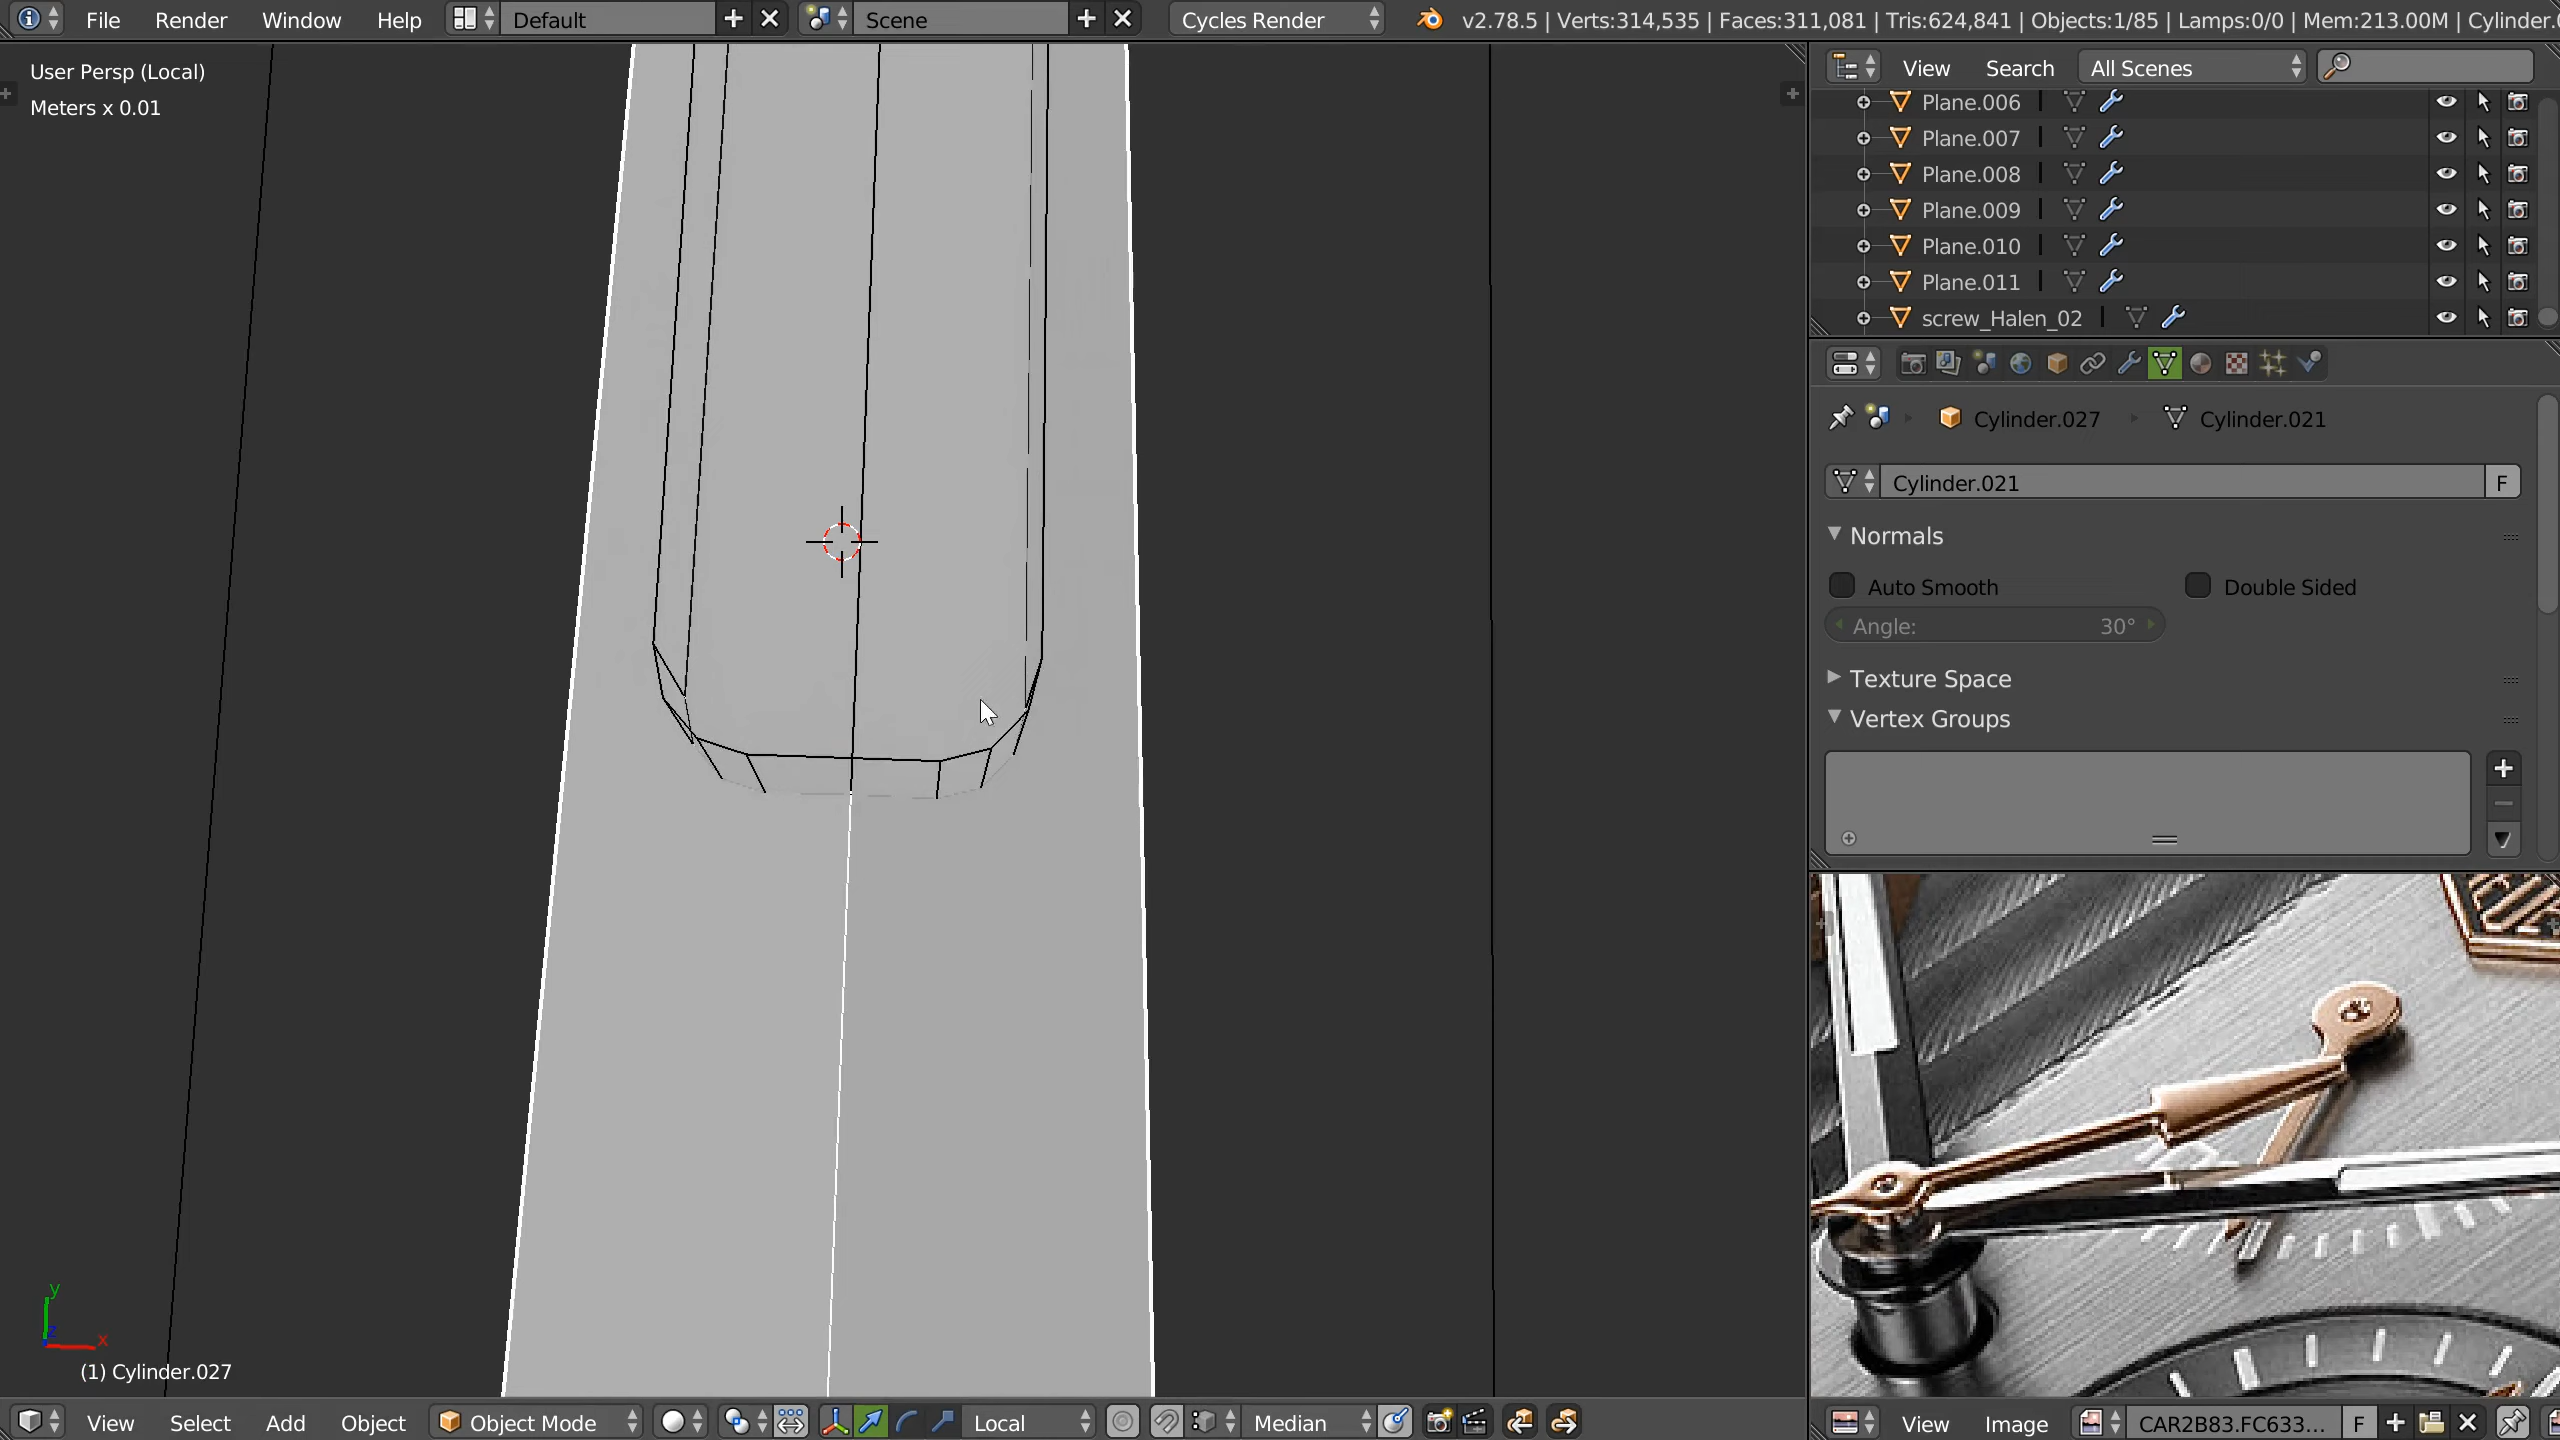 File Render Window Help Default Scene Cycles Render v2.78.5 | Verts:314,535 | Faces:311,081 | Tris:624,841 | Objects:1/85 | Lamps:0/0 | Mem:213.00M | Cylinder.
User Persp (Local)
Meters x 0.01
View Search All Scenes
Plane.006
Plane.007
Plane.008
Plane.009
Plane.010
Plane.011
screw_Halen_02
Cylinder.027 Cylinder.021
Cylinder.021 F
Normals
Auto Smooth Double Sided
Angle: 30°
Texture Space
Vertex Groups
y
z
x
(1) Cylinder.027
View Select Add Object Object Mode Local Median
View Image CAR2B83.FC633... F